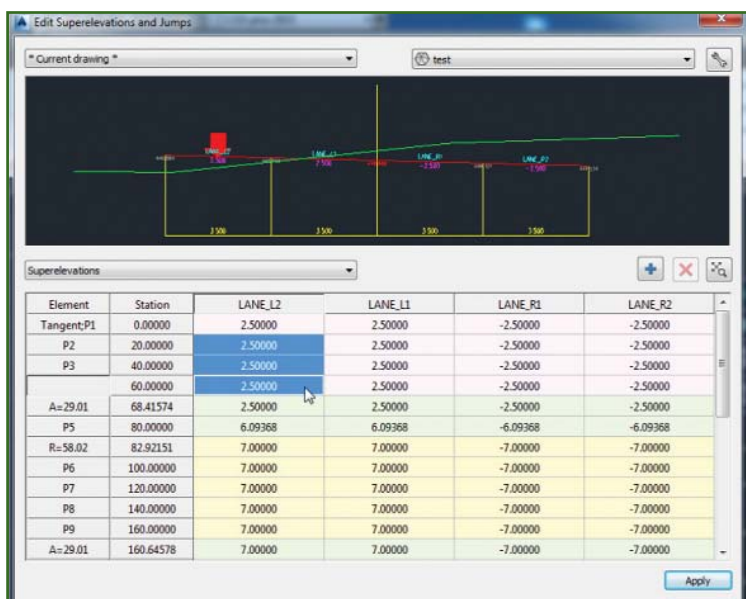 Edit Superelevations and Jumps
* Current drawing *
test
LANE_L2
LANE_L1
LANE_R1
LANE_R2
2.500
-2.500
3.500 3.500 3.500 3.500
Superelevations
Element Station LANE_L2 LANE_L1 LANE_R1 LANE_R2
Tangent;P1 0.00000 2.50000 2.50000 -2.50000 -2.50000
P2 20.00000 2.50000 2.50000 -2.50000 -2.50000
P3 40.00000 2.50000 2.50000 -2.50000 -2.50000
60.00000 2.50000 2.50000 -2.50000 -2.50000
A=29.01 68.41574 2.50000 2.50000 -2.50000 -2.50000
P5 80.00000 6.09368 6.09368 -6.09368 -6.09368
R=58.02 82.92151 7.00000 7.00000 -7.00000 -7.00000
P6 100.00000 7.00000 7.00000 -7.00000 -7.00000
P7 120.00000 7.00000 7.00000 -7.00000 -7.00000
P8 140.00000 7.00000 7.00000 -7.00000 -7.00000
P9 160.00000 7.00000 7.00000 -7.00000 -7.00000
A=29.01 160.64578 7.00000 7.00000 -7.00000 -7.00000
Apply